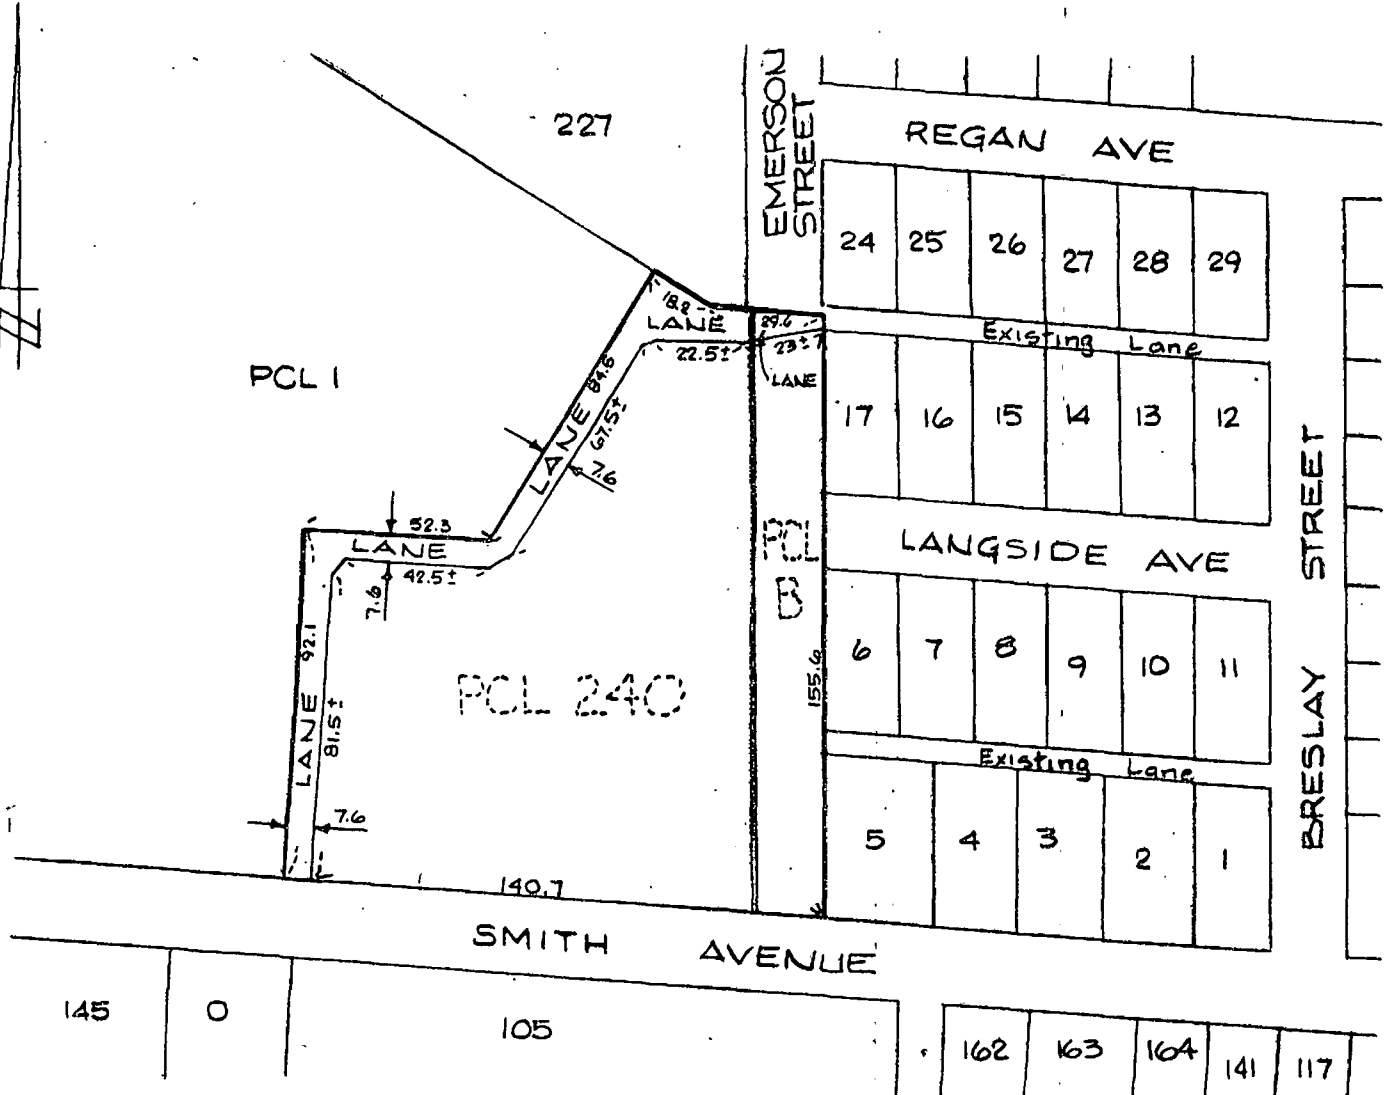 227
EMERSON
STREET
REGAN AVE
24 25 26 27 28 29
18.2
LANE
29.6
22.5±
23±
LANE
Existing Lane
PCL 1
84.6
LANE
67.5±
7.6
17 16 15 14 13 12
52.3
LANE
42.5±
7.6
PCL
B
LANGSIDE AVE
BRESLAY STREET
92.1
LANE
81.5±
7.6
PCL 240
155.6
6 7 8 9 10 11
Existing Lane
5 4 3 2 1
140.7
SMITH AVENUE
145 0 105 162 163 164 141 117